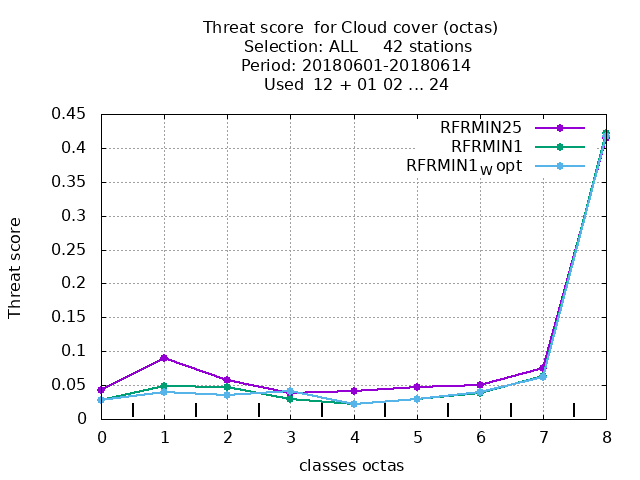 Threat score  for Cloud cover (octas)
Selection: ALL     42 stations
Period: 20180601-20180614
Used  12 + 01 02 ... 24
RFRMIN25
RFRMIN1
RFRMIN1w opt
Threat score
0.45
0.4
0.35
0.3
0.25
0.2
0.15
0.1
0.05
0
0 1 2 3 4 5 6 7 8
classes octas